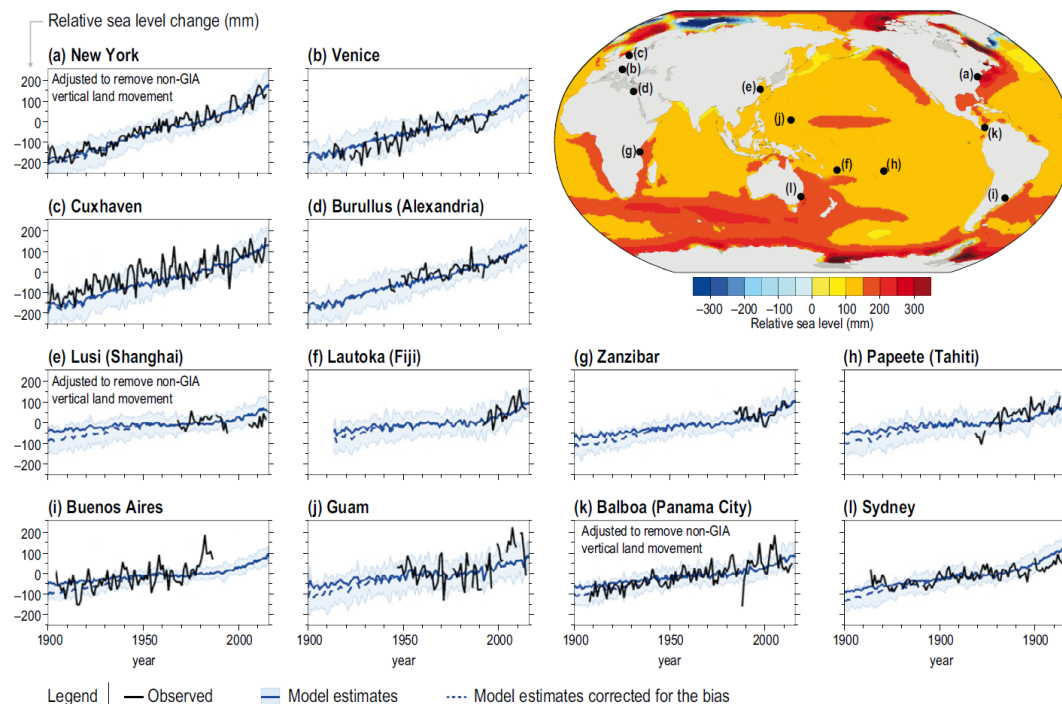 Relative sea level change (mm)
(a) New York
(b) Venice
Adjusted to remove non-GIA
vertical land movement
200
100
0
–100
–200
(c) Cuxhaven
(d) Burullus (Alexandria)
200
100
0
–100
–200
(c)
(b)
(d)
(e)
(a)
(j)
(k)
(g)
(f)
(h)
(l)
(i)
–300 –200 –100 0 100 200 300
Relative sea level (mm)
(e) Lusi (Shanghai)
(f) Lautoka (Fiji)
(g) Zanzibar
(h) Papeete (Tahiti)
Adjusted to remove non-GIA
vertical land movement
200
100
0
–100
–200
(i) Buenos Aires
(j) Guam
(k) Balboa (Panama City)
(l) Sydney
Adjusted to remove non-GIA
vertical land movement
200
100
0
–100
–200
1900 1950 2000
1900 1950 2000
1900 1950 2000
1900 1900 1900
year
year
year
year
Legend Observed Model estimates Model estimates corrected for the bias